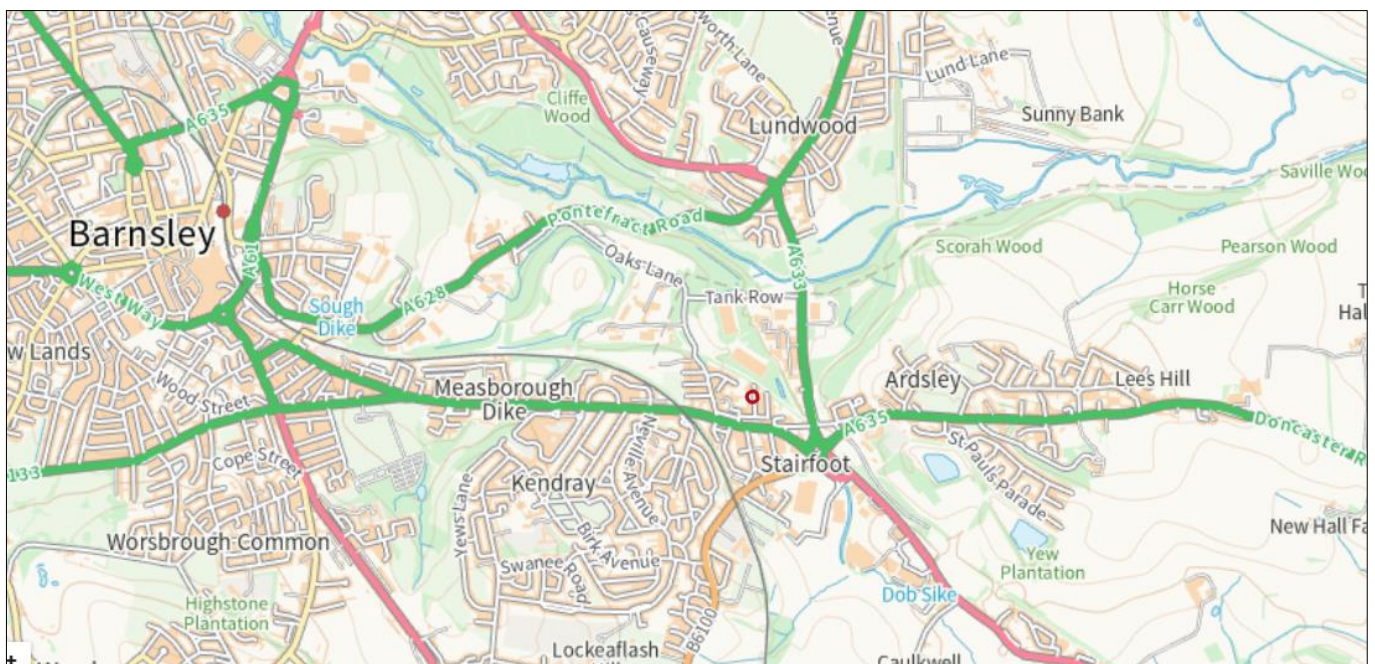 Causeway
worth Lane
enue
Lund Lane
Cliffe
Wood
Lundwood
Sunny Bank
A635
Saville Woo
Barnsley
Pontefract Road
A61
A633
Scorah Wood
Pearson Wood
Oaks Lane
West Way
A628
Tank Row
Horse
Carr Wood
Sough
Dike
Hal
w Lands
Measborough
Dike
Ardsley
Lees Hill
Wood Street
A635
Doncaster R
133
Cope Street
Stairfoot
St Pauls Parade
Kendray
Neville Avenue
Yews Lane
New Hall Fa
Worsbrough Common
Birk Avenue
Swanee Road
Yew
Plantation
Dob Sike
Highstone
Plantation
B6100
Lockeaflash
Caulkwell